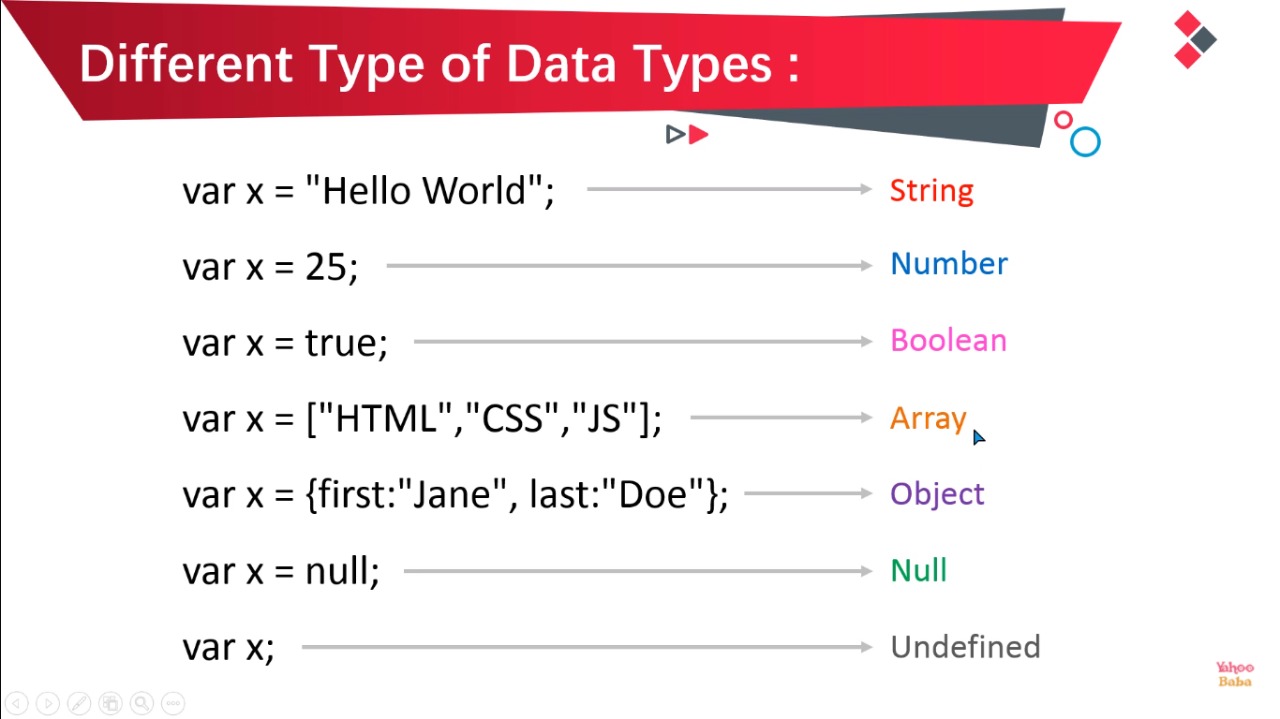 Different Type of Data Types :
var x = "Hello World"; String
var x = 25; Number
var x = true; Boolean
var x = ["HTML","CSS","JS"]; Array
var x = {first:"Jane", last:"Doe"}; Object
var x = null; Null
var x; Undefined
Yahoo
Baba